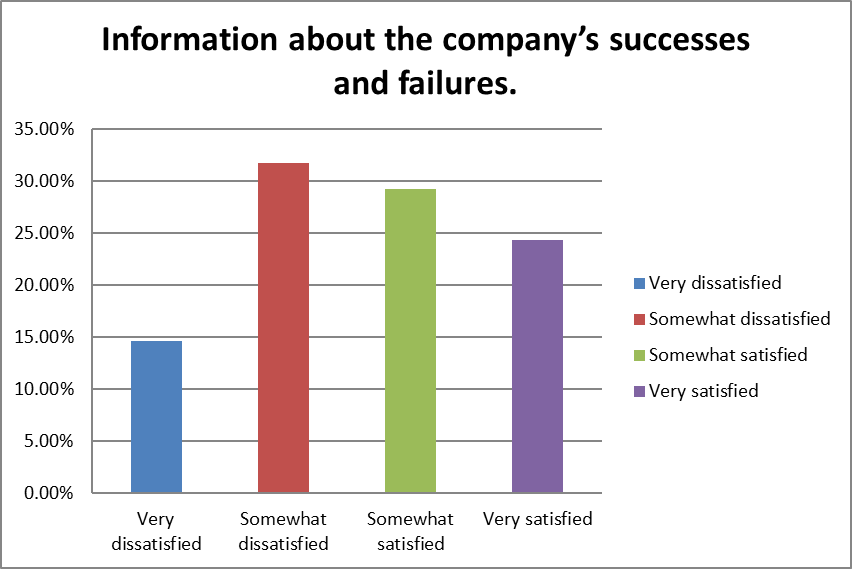 Information about the company’s successes
and failures.
35.00%
30.00%
25.00%
20.00%
15.00%
10.00%
5.00%
0.00%
Very
dissatisfied
Somewhat
dissatisfied
Somewhat
satisfied
Very satisfied
Very dissatisfied
Somewhat dissatisfied
Somewhat satisfied
Very satisfied